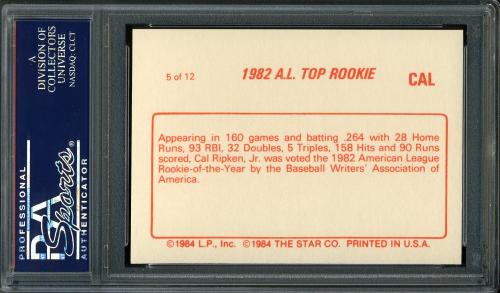 A
DIVISION OF
COLLECTORS
UNIVERSE
NASDAQ: CLCT
PROFESSIONAL
PSA
Sports
AUTHENTICATOR
5 of 12
1982 A.L. TOP ROOKIE
CAL
Appearing in 160 games and batting .264 with 28 Home
Runs, 93 RBI, 32 Doubles, 5 Triples, 158 Hits and 90 Runs
scored, Cal Ripken, Jr. was voted the 1982 American League
Rookie-of-the-Year by the Baseball Writers' Association of
America.
©1984 L.P., Inc. ©1984 THE STAR CO. PRINTED IN U.S.A.